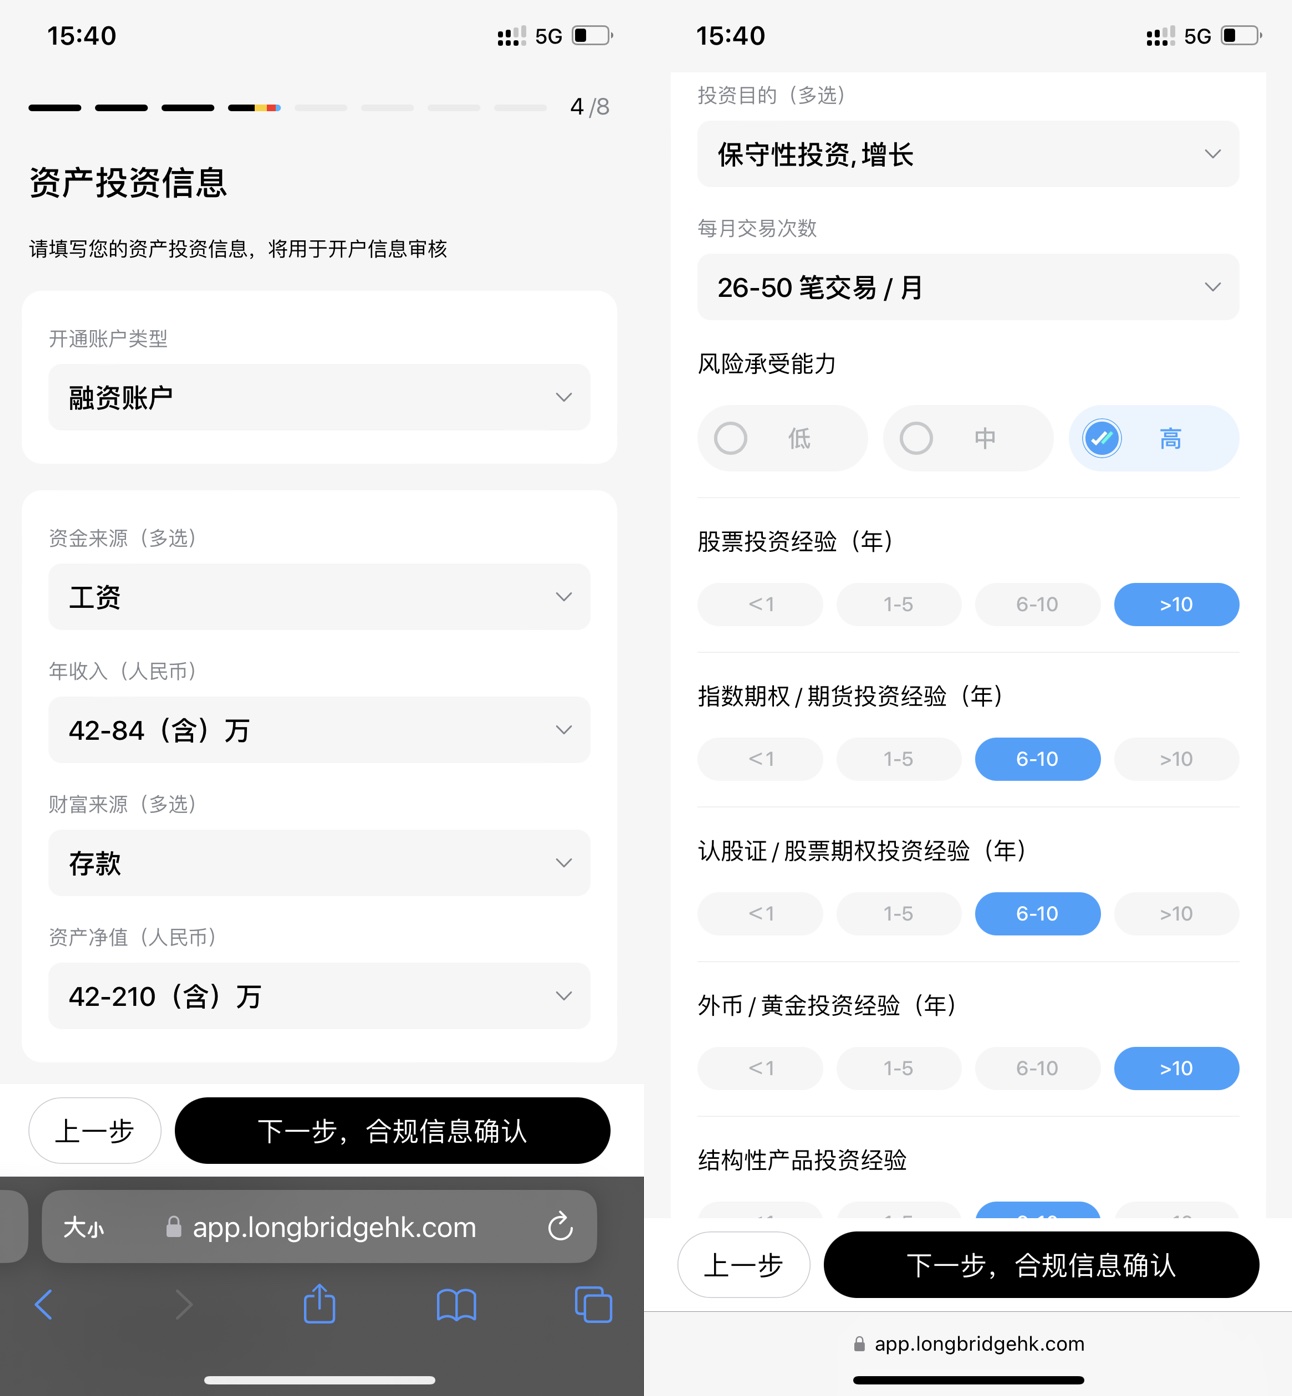 15:40
5G
4/8
资产投资信息
请填写您的资产投资信息，将用于开户信息审核
开通账户类型
融资账户
资金来源（多选）
工资
年收入（人民币）
42-84（含）万
财富来源（多选）
存款
资产净值（人民币）
42-210（含）万
上一步
下一步，合规信息确认
大小
app.longbridgehk.com
15:40
5G
投资目的（多选）
保守性投资,增长
每月交易次数
26-50 笔交易 / 月
风险承受能力
低 中 高
股票投资经验（年）
<1 1-5 6-10 >10
指数期权 / 期货投资经验（年）
<1 1-5 6-10 >10
认股证 / 股票期权投资经验（年）
<1 1-5 6-10 >10
外币 / 黄金投资经验（年）
<1 1-5 6-10 >10
结构性产品投资经验
上一步
下一步，合规信息确认
app.longbridgehk.com